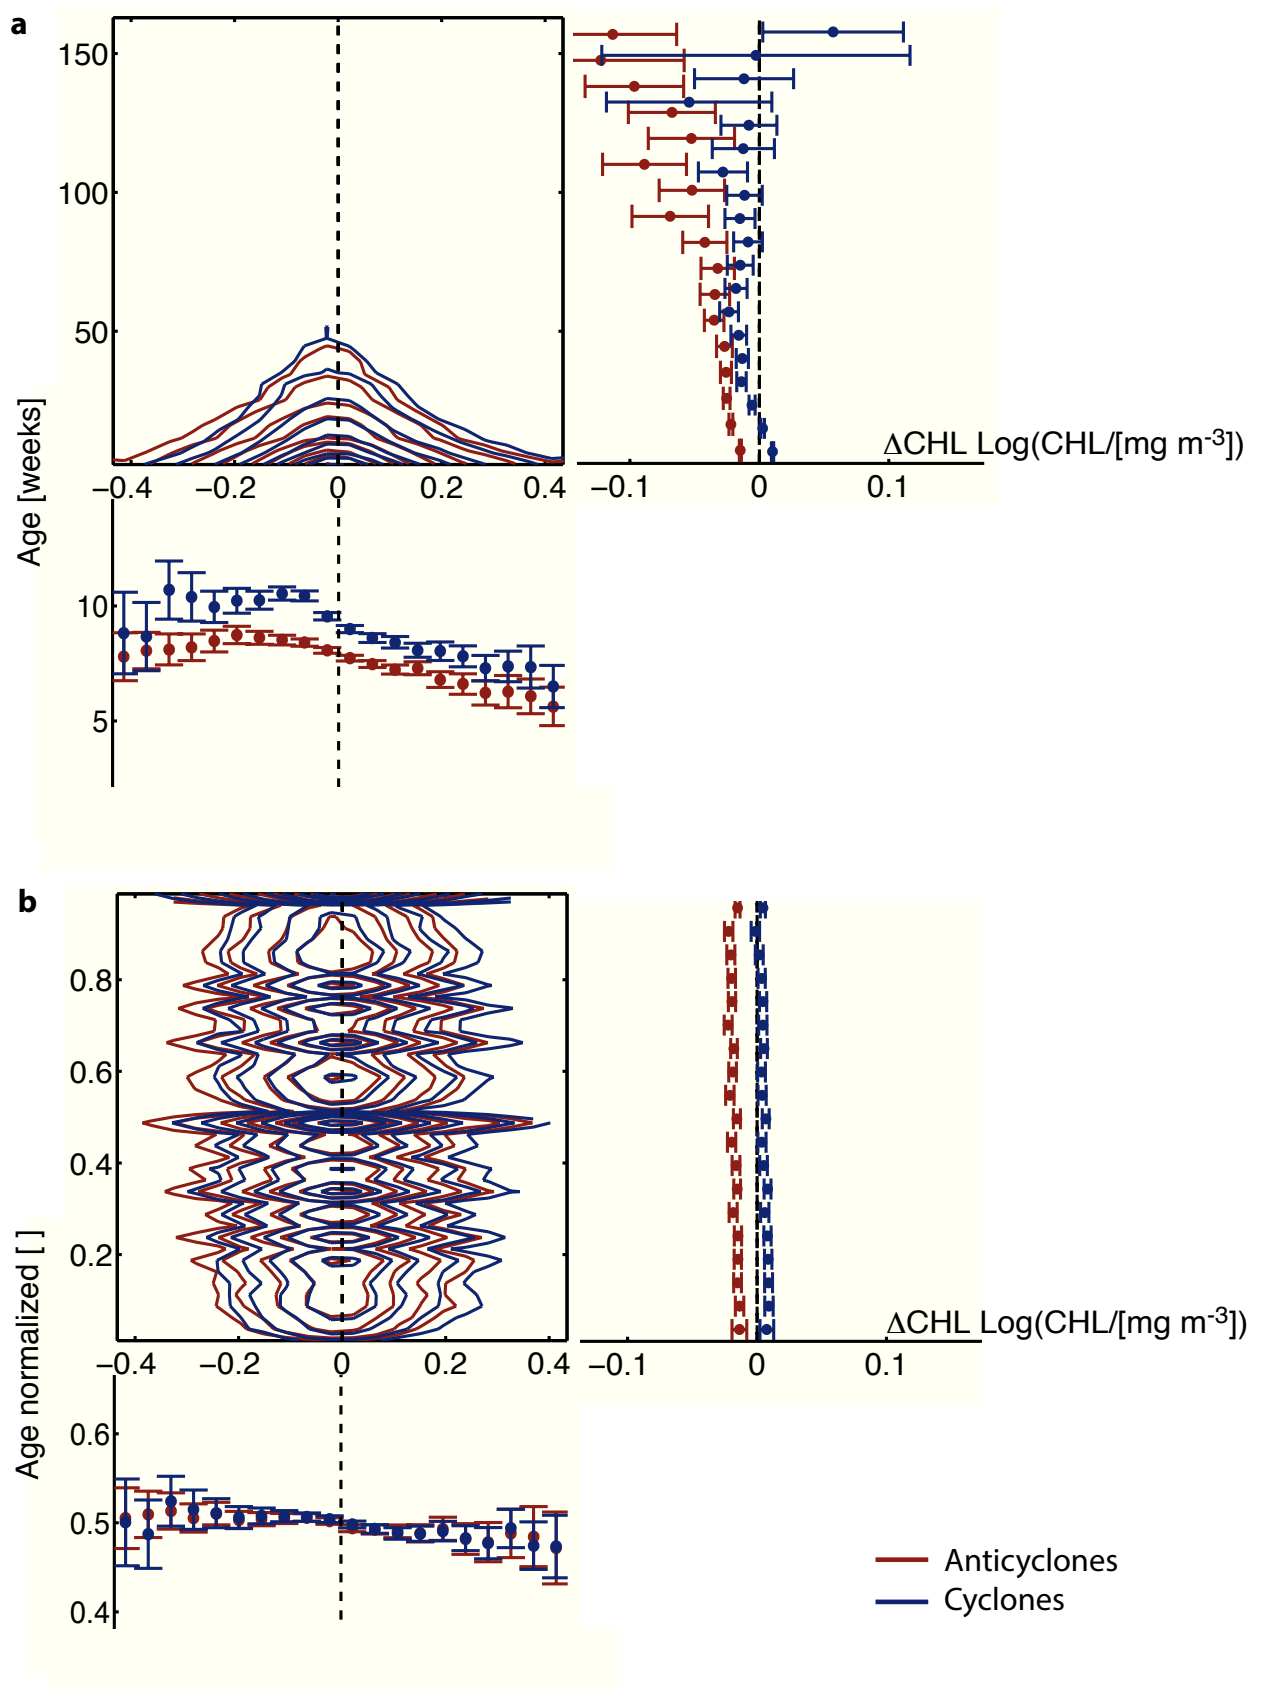 a
150
100
50
Age [weeks]
−0.4 −0.2 0 0.2 0.4
ΔCHL Log(CHL/[mg m-3])
−0.1 0 0.1
10
5
b
0.8
0.6
0.4
0.2
Age normalized [ ]
−0.4 −0.2 0 0.2 0.4
ΔCHL Log(CHL/[mg m-3])
−0.1 0 0.1
0.6
0.5
0.4
Anticyclones
Cyclones